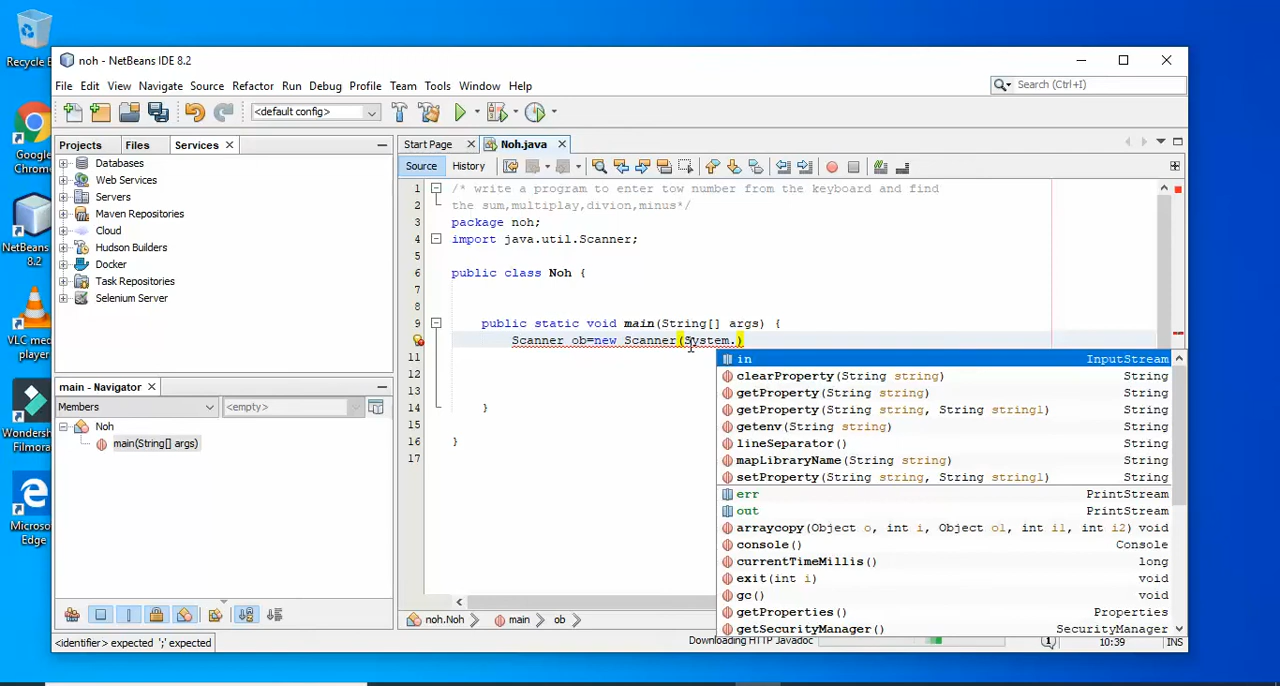 Recycle B
Google
Chrom
NetBeans
8.2
VLC med
player
Wondersh
Filmora
Microso
Edge
noh - NetBeans IDE 8.2
File Edit View Navigate Source Refactor Run Debug Profile Team Tools Window Help
Search (Ctrl+I)
<default config>
Projects Files Services
Databases
Web Services
Servers
Maven Repositories
Cloud
Hudson Builders
Docker
Task Repositories
Selenium Server
main - Navigator
Members <empty>
Noh
main(String[] args)
Start Page Noh.java
Source History
1 /* write a program to enter tow number from the keyboard and find
2 the sum,multiplay,divion,minus*/
3 package noh;
4 import java.util.Scanner;
5
6 public class Noh {
7
8
9 public static void main(String[] args) {
Scanner ob=new Scanner(System.)
11
12
13
14 }
15
16 }
17
in InputStream
clearProperty(String string) String
getProperty(String string) String
getProperty(String string, String string1) String
getenv(String string) String
lineSeparator() String
mapLibraryName(String string) String
setProperty(String string, String string1) String
err PrintStream
out PrintStream
arraycopy(Object o, int i, Object o1, int i1, int i2) void
console() Console
currentTimeMillis() long
exit(int i) void
gc() void
getProperties() Properties
getSecurityManager() SecurityManager
noh.Noh main ob
<identifier> expected ';' expected
Downloading HTTP Javadoc
1 10:39 INS